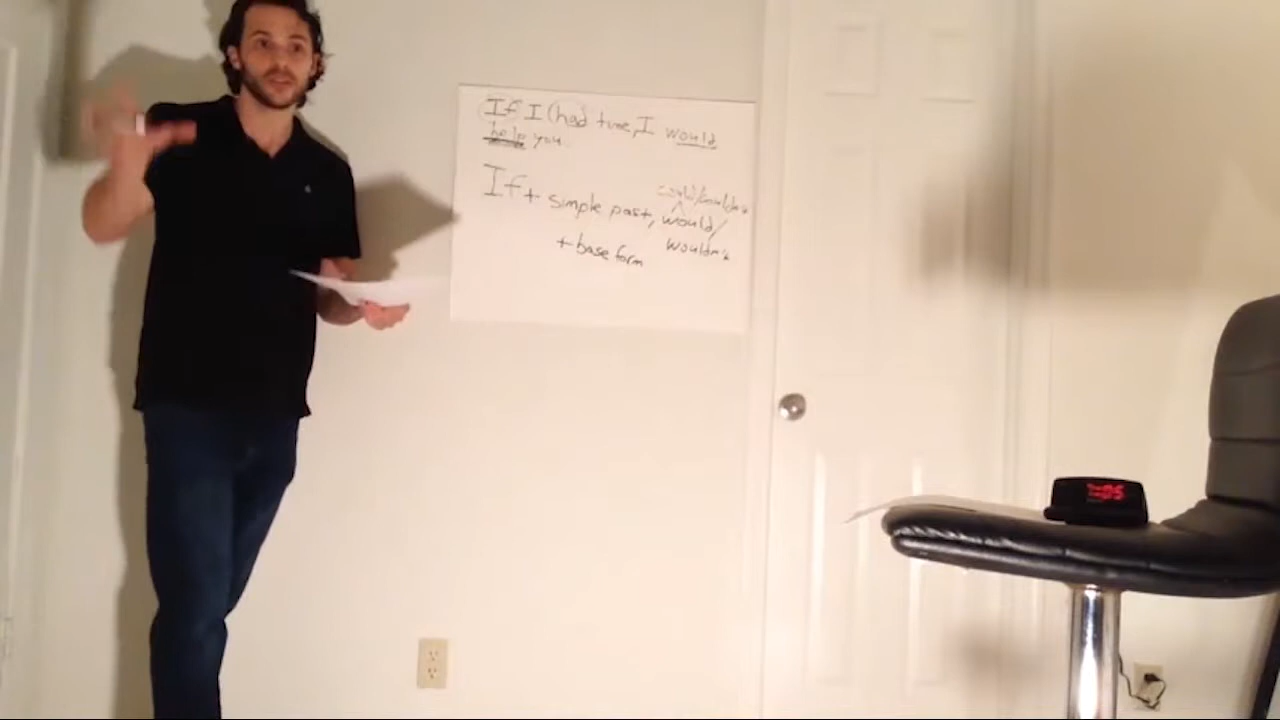 If I (had time, I would
help you.
could/couldn't
If + simple past, would/
wouldn't
+ base form